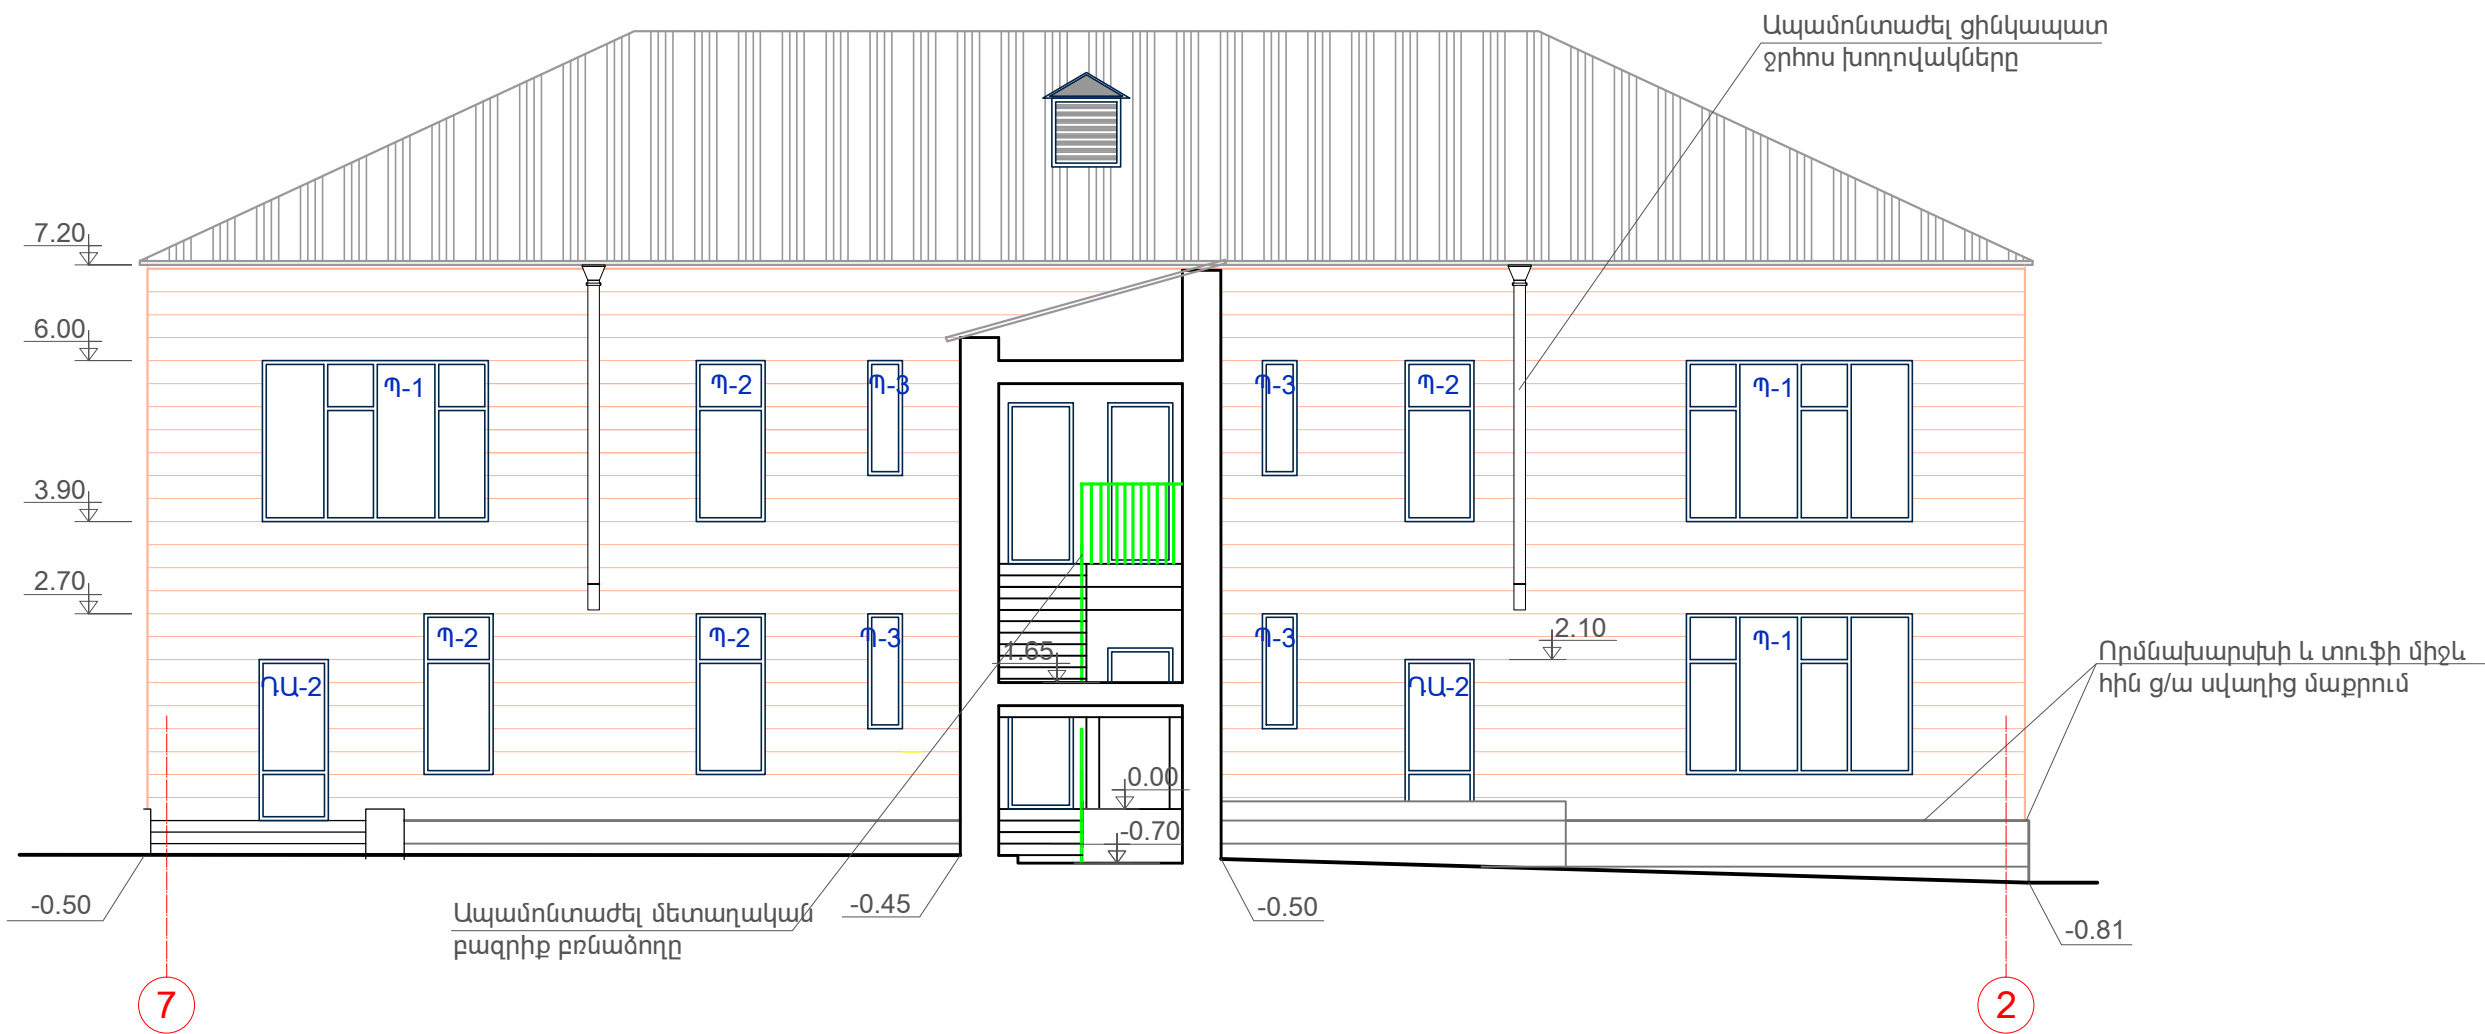 Ապամոնտաժել ցինկապատ
ջրհոս խողովակները
7.20
6.00
3.90
2.70
Պ-1
Պ-2
Պ-3
Պ-3
Պ-2
Պ-1
Պ-2
Պ-2
Պ-3
Պ-3
Պ-1
ԴԱ-2
ԴԱ-2
1.65
2.10
0.00
-0.70
Որմնախարսխի և տուֆի միջև
հին ց/ա սվաղից մաքրում
-0.50
-0.45
-0.50
-0.81
Ապամոնտաժել մետաղական
բազրիք բռնաձողը
7
2